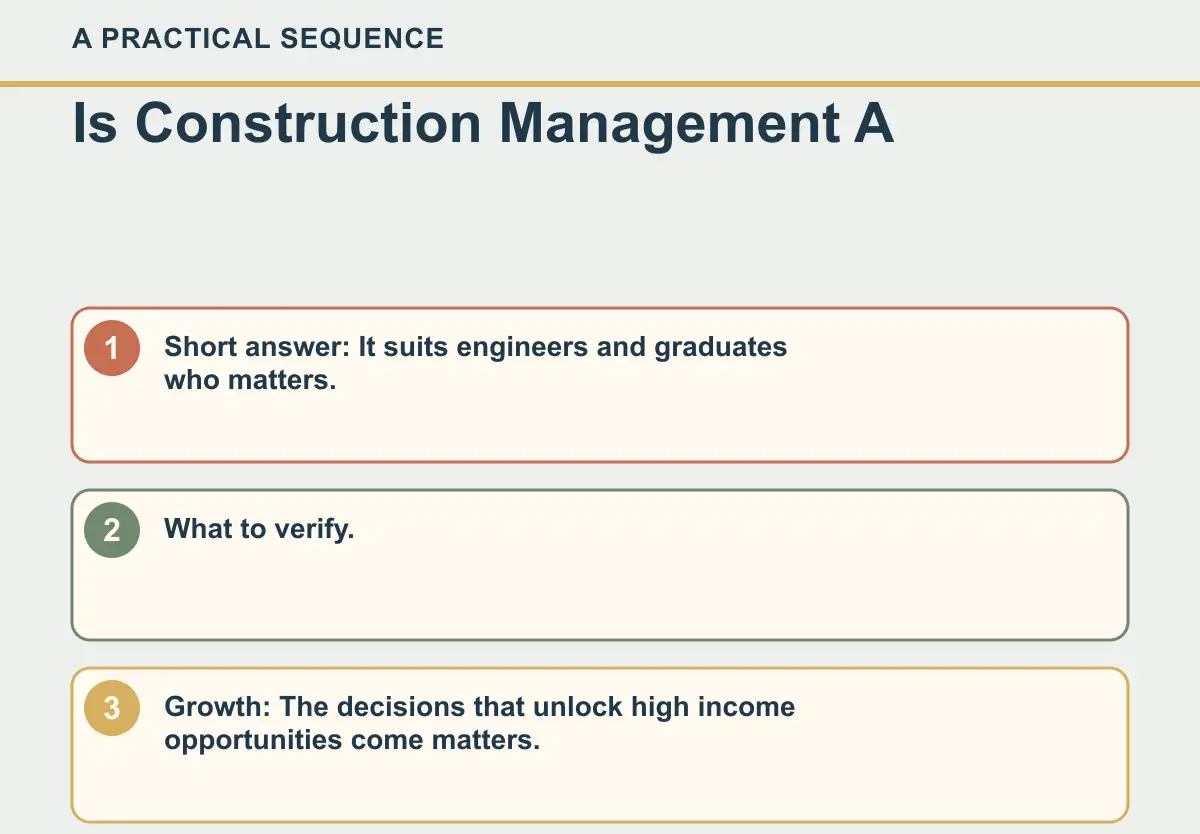 A PRACTICAL SEQUENCE
Is Construction Management A
1
Short answer: It suits engineers and graduates
who matters.
2
What to verify.
3
Growth: The decisions that unlock high income
opportunities come matters.